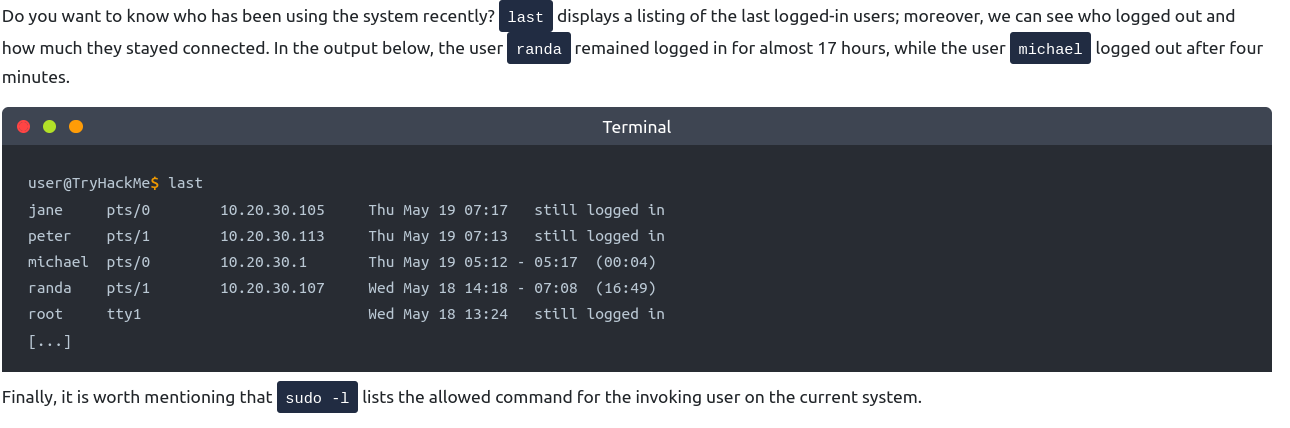 Do you want to know who has been using the system recently? last displays a listing of the last logged-in users; moreover, we can see who logged out and
how much they stayed connected. In the output below, the user randa remained logged in for almost 17 hours, while the user michael logged out after four
minutes.
Terminal
user@TryHackMe$ last
jane     pts/0        10.20.30.105     Thu May 19 07:17   still logged in
peter    pts/1        10.20.30.113     Thu May 19 07:13   still logged in
michael  pts/0        10.20.30.1       Thu May 19 05:12 - 05:17  (00:04)
randa    pts/1        10.20.30.107     Wed May 18 14:18 - 07:08  (16:49)
root     tty1                          Wed May 18 13:24   still logged in
[...]
Finally, it is worth mentioning that sudo -l lists the allowed command for the invoking user on the current system.